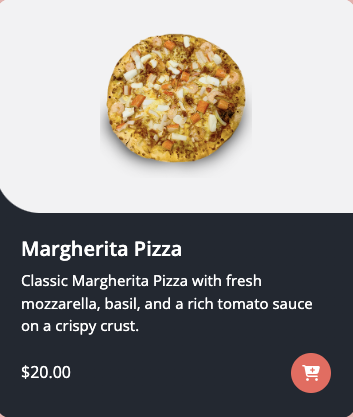 Margherita Pizza
Classic Margherita Pizza with fresh
mozzarella, basil, and a rich tomato sauce
on a crispy crust.
$20.00